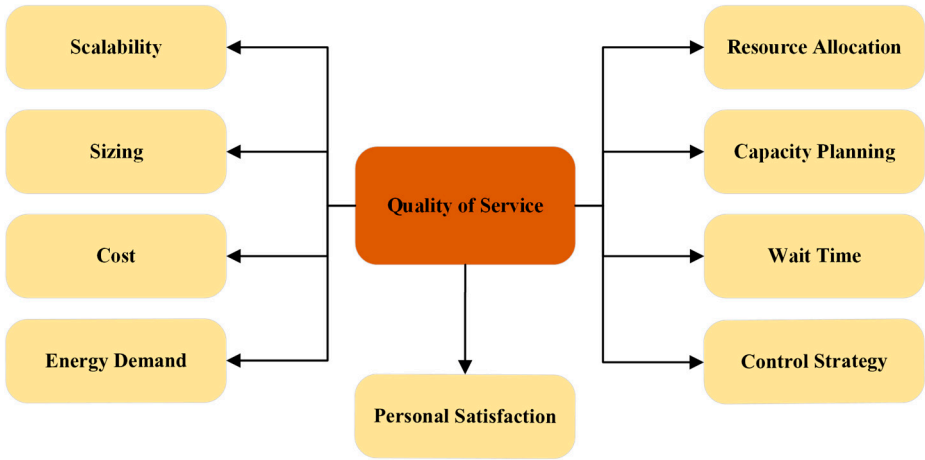 Scalability
Sizing
Cost
Energy Demand
Quality of Service
Personal Satisfaction
Resource Allocation
Capacity Planning
Wait Time
Control Strategy